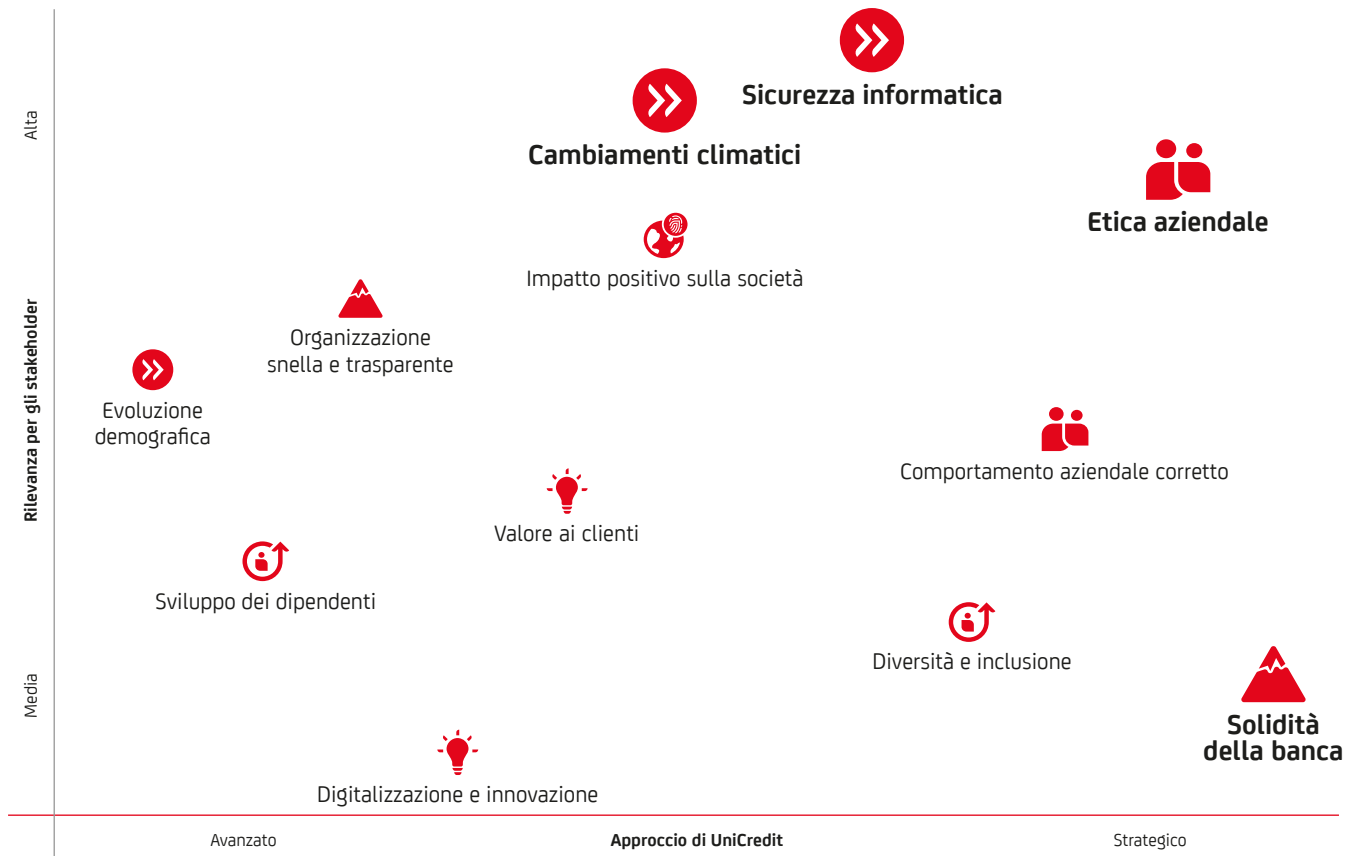 Sicurezza informatica
Alta
Cambiamenti climatici
Etica aziendale
Impatto positivo sulla società
Organizzazione
snella e trasparente
Rilevanza per gli stakeholder
Evoluzione
demografica
Comportamento aziendale corretto
Valore ai clienti
Sviluppo dei dipendenti
Diversità e inclusione
Media
Solidità
della banca
Digitalizzazione e innovazione
Avanzato
Approccio di UniCredit
Strategico